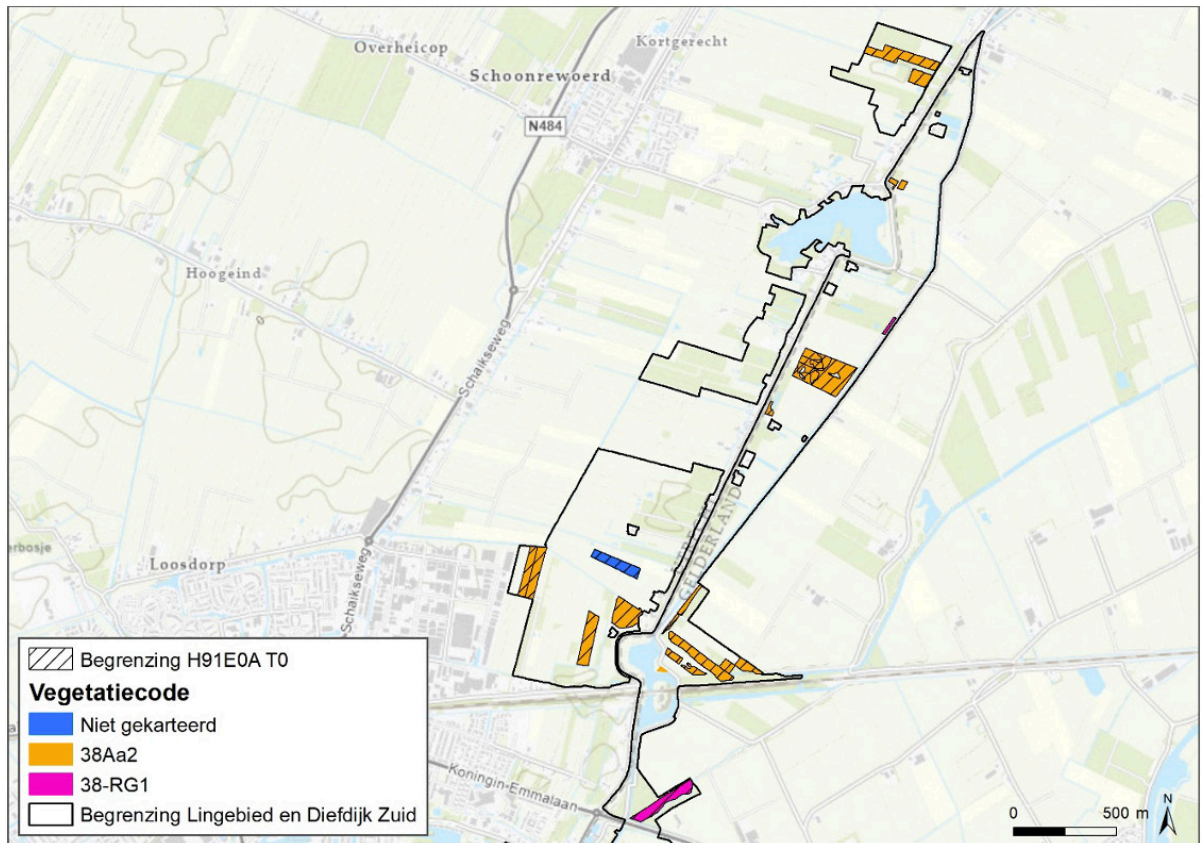 Overheicop
Kortgerecht
Schoonrewoerd
N484
Hoogeind
Schaikseweg
UTRECHT
GELDERLAND
Loosdorp
Schaikseweg
Koningin-Emmalaan
Begrenzing H91E0A T0
Vegetatiecode
Niet gekarteerd
38Aa2
38-RG1
Begrenzing Lingebied en Diefdijk Zuid
0 500 m
N